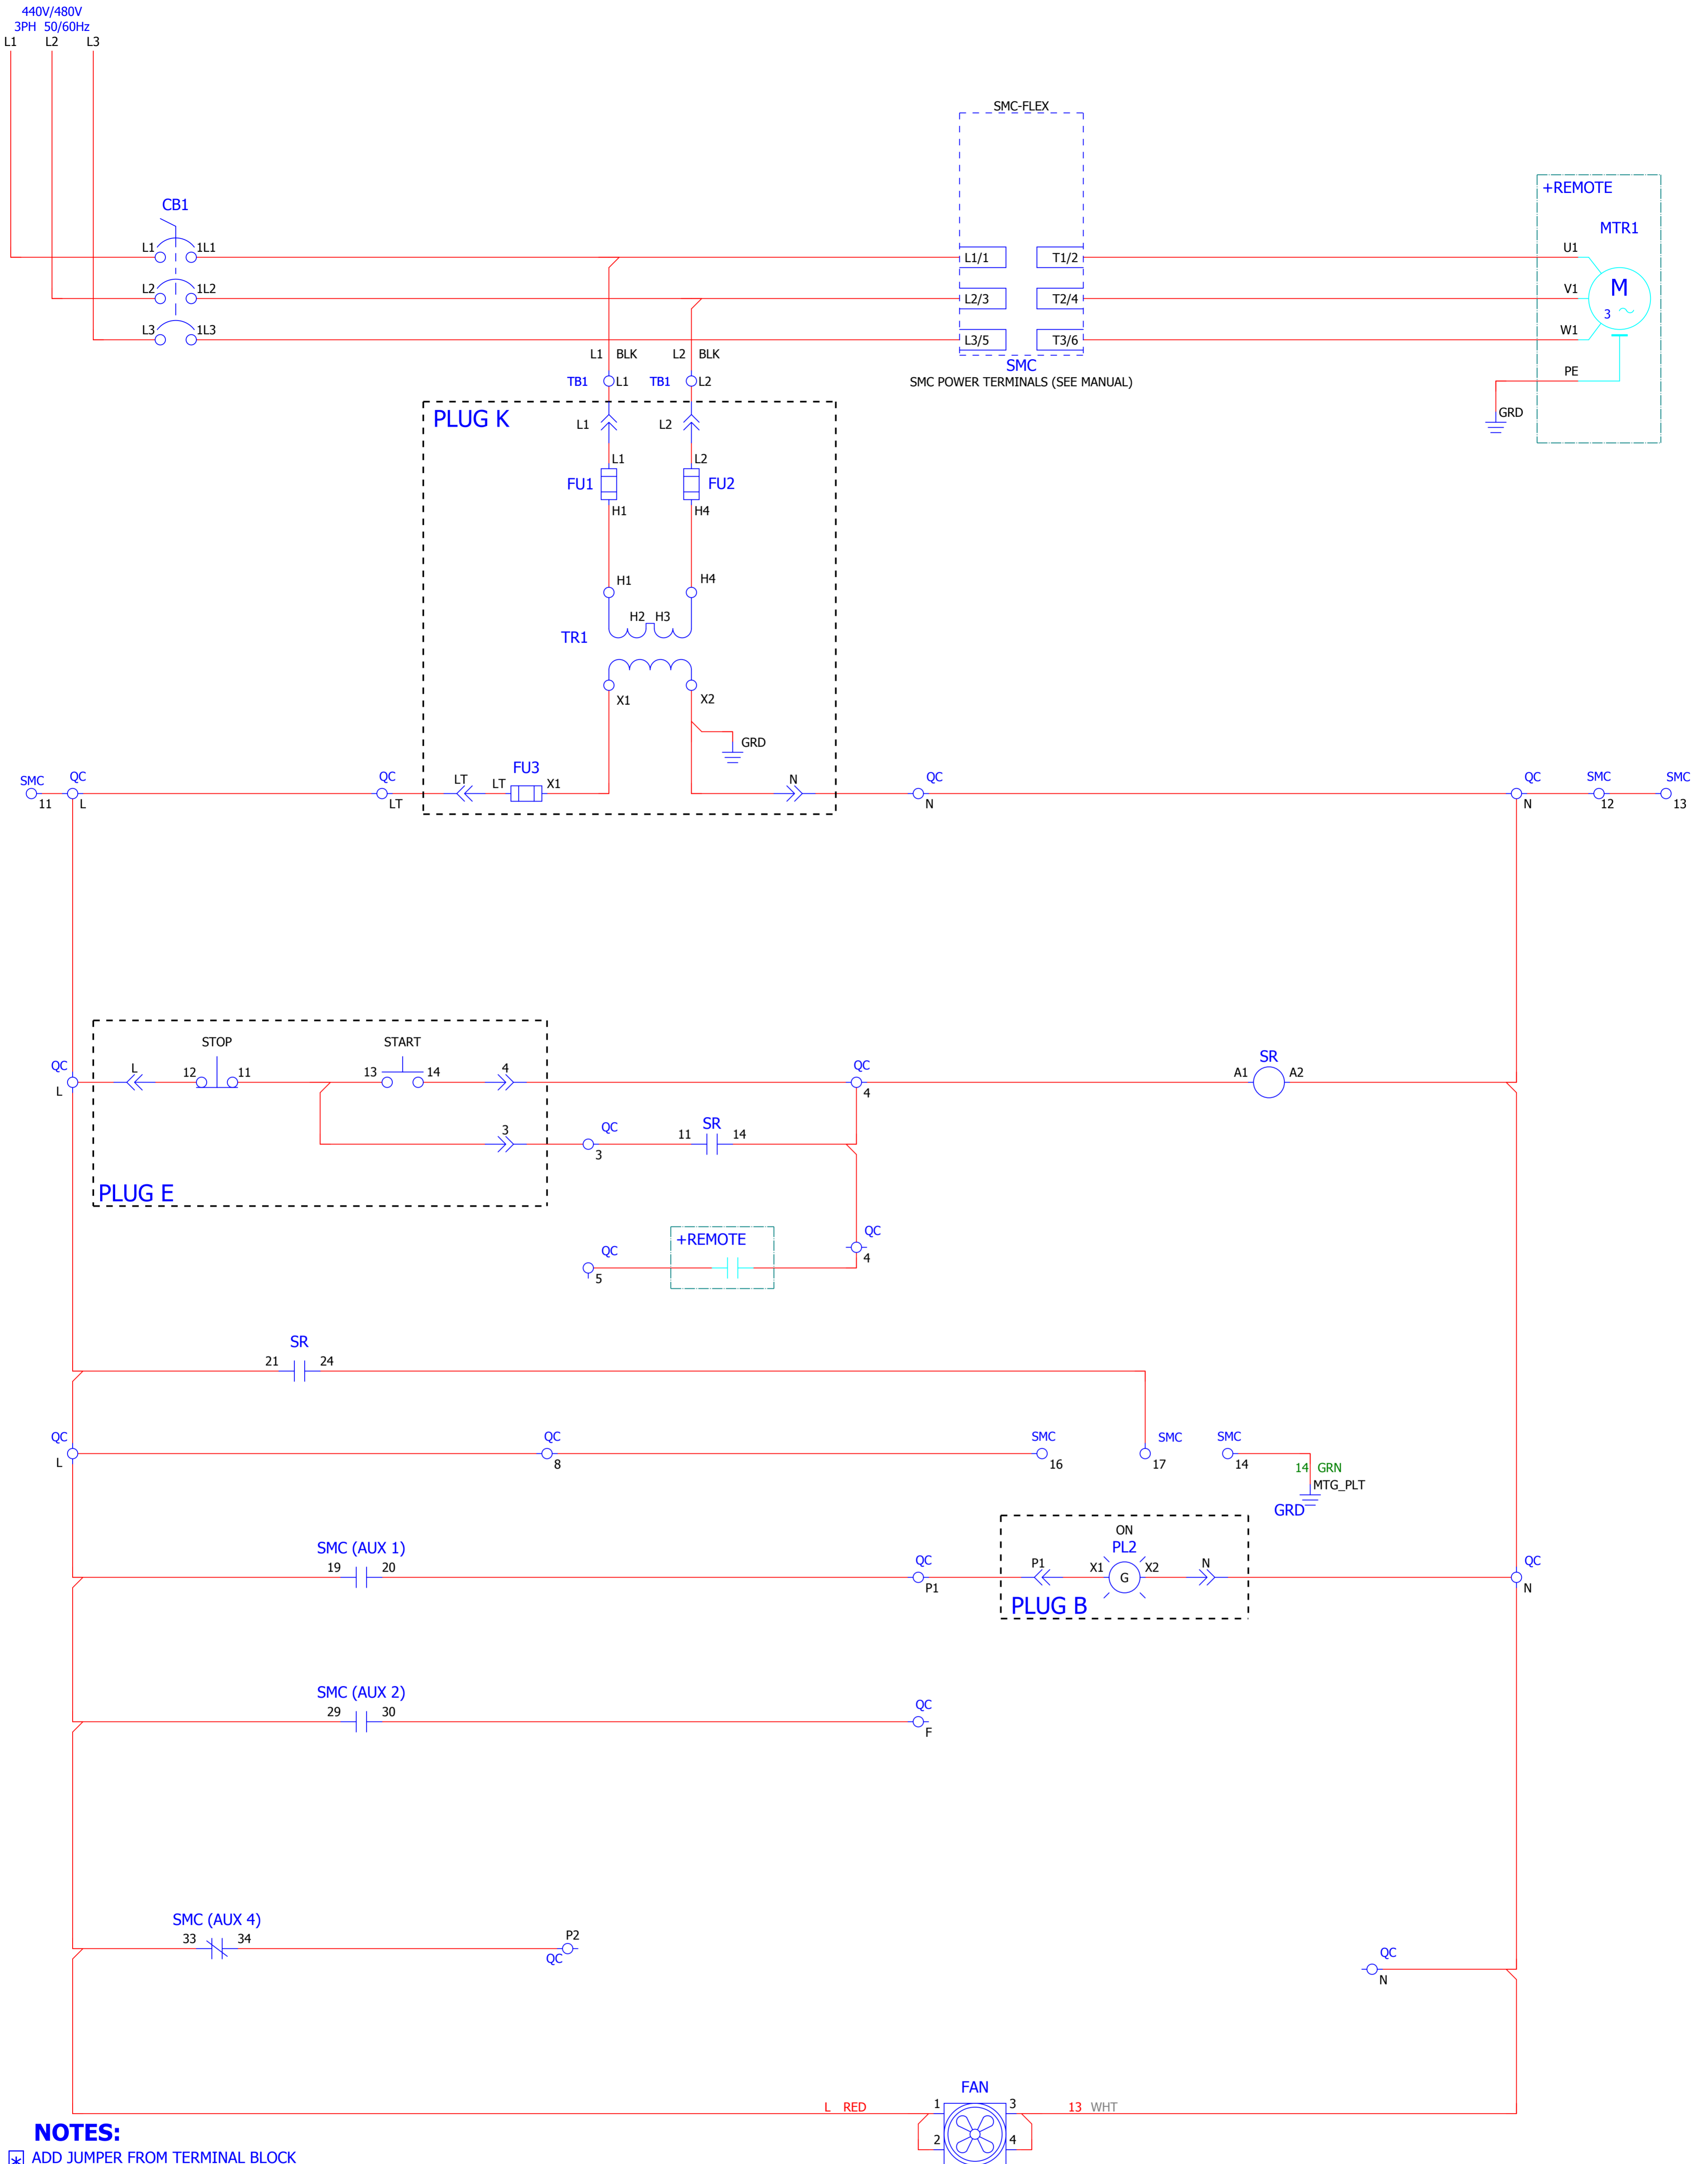 440V/480V
3PH 50/60Hz
L1 L2 L3
SMC-FLEX
CB1
+REMOTE
MTR1
L1 1L1
L1/1 T1/2
U1
L2 1L2
L2/3 T2/4
V1
M
3
L3 1L3
L3/5 T3/6
W1
L1 BLK L2 BLK
SMC
SMC POWER TERMINALS (SEE MANUAL)
PE
GRD
TB1 L1 TB1 L2
PLUG K
L1 L2
L1 L2
FU1 FU2
H1 H4
H1 H4
H2 H3
TR1
X1 X2
GRD
SMC QC QC LT LT FU3 X1 N QC QC SMC SMC
11 L LT N N 12 13
STOP START
QC L 12 11 13 14 4 QC SR
L 4 A1 A2
3 QC 11 SR 14
3
PLUG E
QC +REMOTE QC
5 4
SR
21 24
QC QC SMC SMC SMC
L 8 16 17 14
14 GRN
MTG_PLT
GRD
ON
SMC (AUX 1) PL2
19 20 QC P1 X1 G X2 N QC
P1 N
PLUG B
SMC (AUX 2)
29 30 QC
F
SMC (AUX 4)
33 34 P2
QC
QC
N
FAN
L RED 1 3 13 WHT
2 4
NOTES:
* ADD JUMPER FROM TERMINAL BLOCK